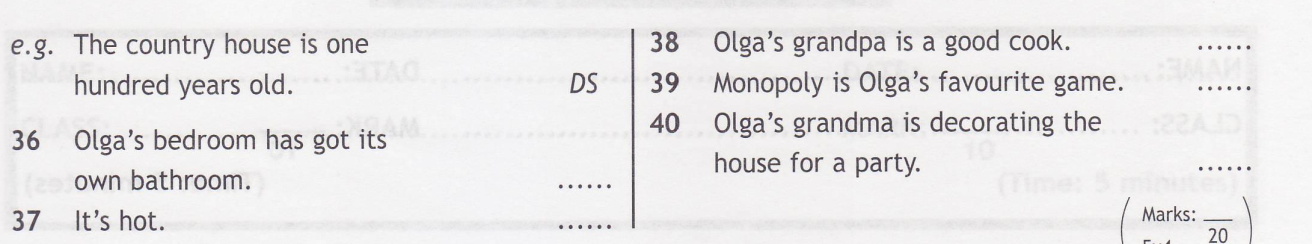 e.g. The country house is one
hundred years old. DS
36 Olga's bedroom has got its
own bathroom. ......
37 It's hot. ......
38 Olga's grandpa is a good cook. ......
39 Monopoly is Olga's favourite game. ......
40 Olga's grandma is decorating the
house for a party. ......
Marks: ___
20